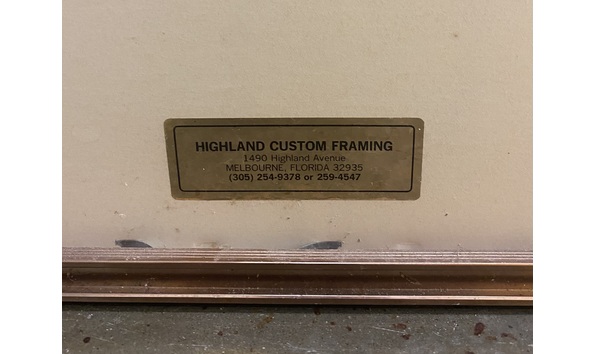 HIGHLAND CUSTOM FRAMING
1490 Highland Avenue
MELBOURNE, FLORIDA 32935
(305) 254-9378 or 259-4547